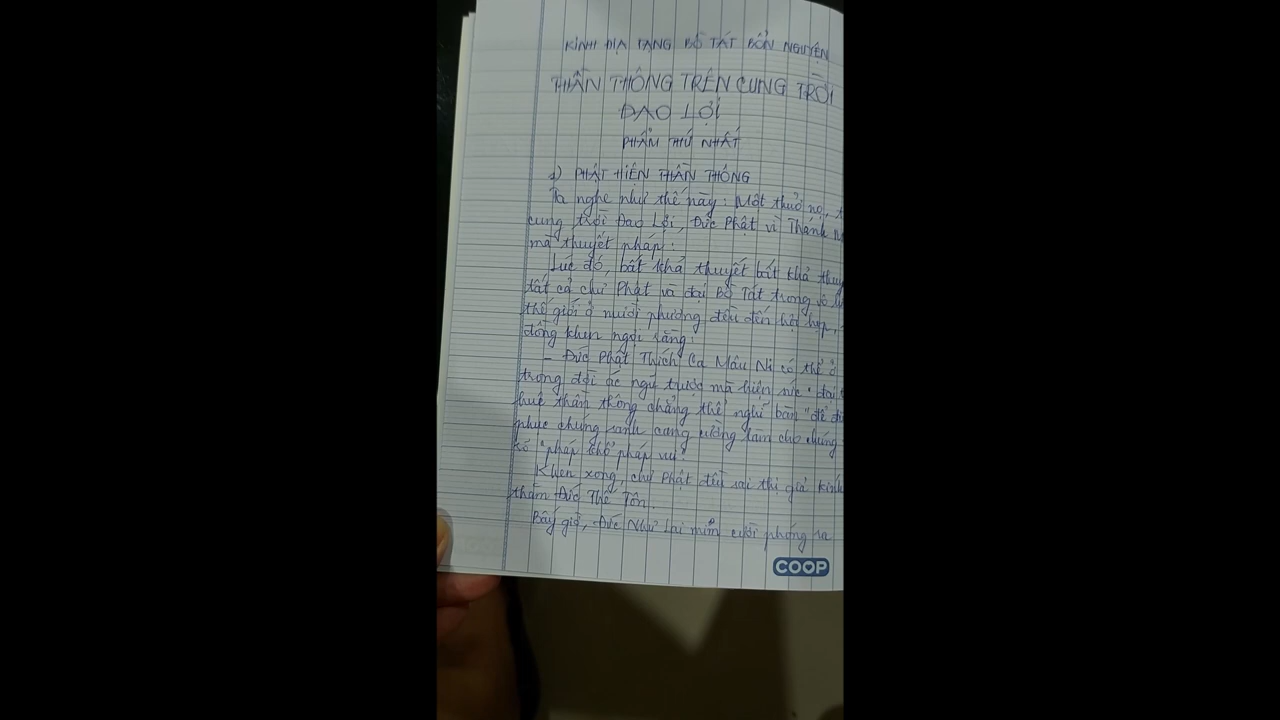 KINH ĐỊA TẠNG BỒ TÁT BỔN NGUYỆN
THẦN THÔNG TRÊN CUNG TRỜI
ĐAO LỢI
PHẨM THỨ NHẤT
1) PHẬT HIỆN THẦN THÔNG
Ta nghe như thế này: Một thuở nọ,
cung trời Đao Lợi, Đức Phật vì Thánh
mà thuyết pháp:
Lúc đó, bất khả thuyết bất khả
tất cả chư Phật và đại Bồ Tát trong vô
thế giới ở mười phương đều đến hội họp,
đồng khen ngợi rằng:
- Đức Phật Thích Ca Mâu Ni có thể ở
trong đời ác ngũ trược mà hiện sức "đại
huệ thần thông chẳng thể nghĩ bàn" để
phục chúng sanh cang cường làm cho chúng
rõ "pháp khổ pháp vui".
Khen xong, chư Phật đều sai thị giả kính
thăm Đức Thế Tôn.
Bấy giờ, Đức Như Lai mỉm cười phóng ra
COOP